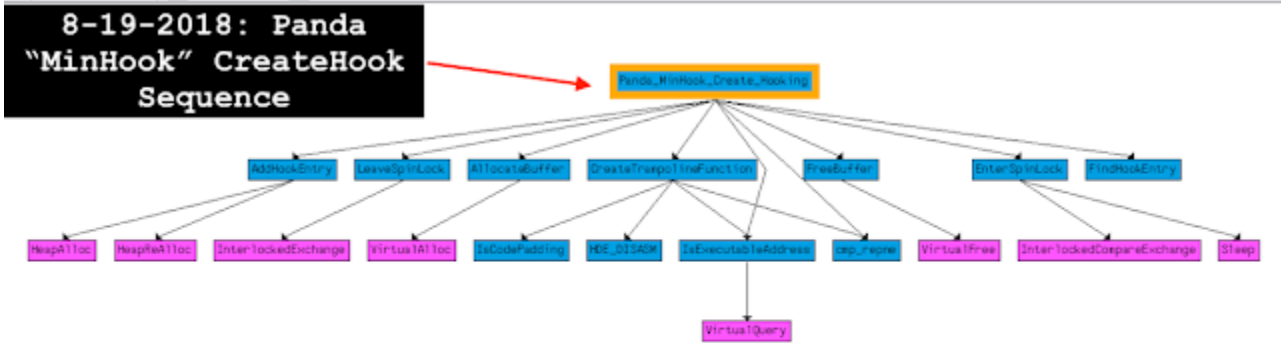 8-19-2018: Panda
“MinHook” CreateHook
Sequence
Panda_MinHook_Create_Hooking
AddHookEntry LeaveSpinLock AllocateBuffer CreateTrampolineFunction FreeBuffer EnterSpinLock FindHookEntry
HeapAlloc HeapReAlloc InterlockedExchange VirtualAlloc IsCodePadding HDE_DISASM IsExecutableAddress cmp_repne VirtualFree InterlockedCompareExchange Sleep
VirtualQuery